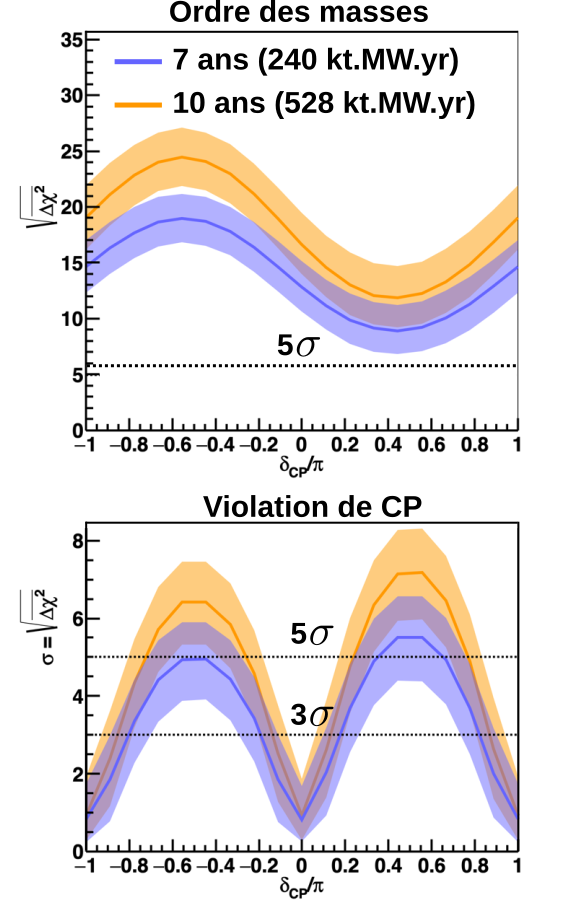 Ordre des masses
7 ans (240 kt.MW.yr)
10 ans (528 kt.MW.yr)
√Δχ²
35
30
25
20
15
10
5
0
5σ
−1 −0.8 −0.6 −0.4 −0.2 0 0.2 0.4 0.6 0.8 1
δCP/π
Violation de CP
σ = √Δχ²
8
6
4
2
0
5σ
3σ
−1 −0.8 −0.6 −0.4 −0.2 0 0.2 0.4 0.6 0.8 1
δCP/π